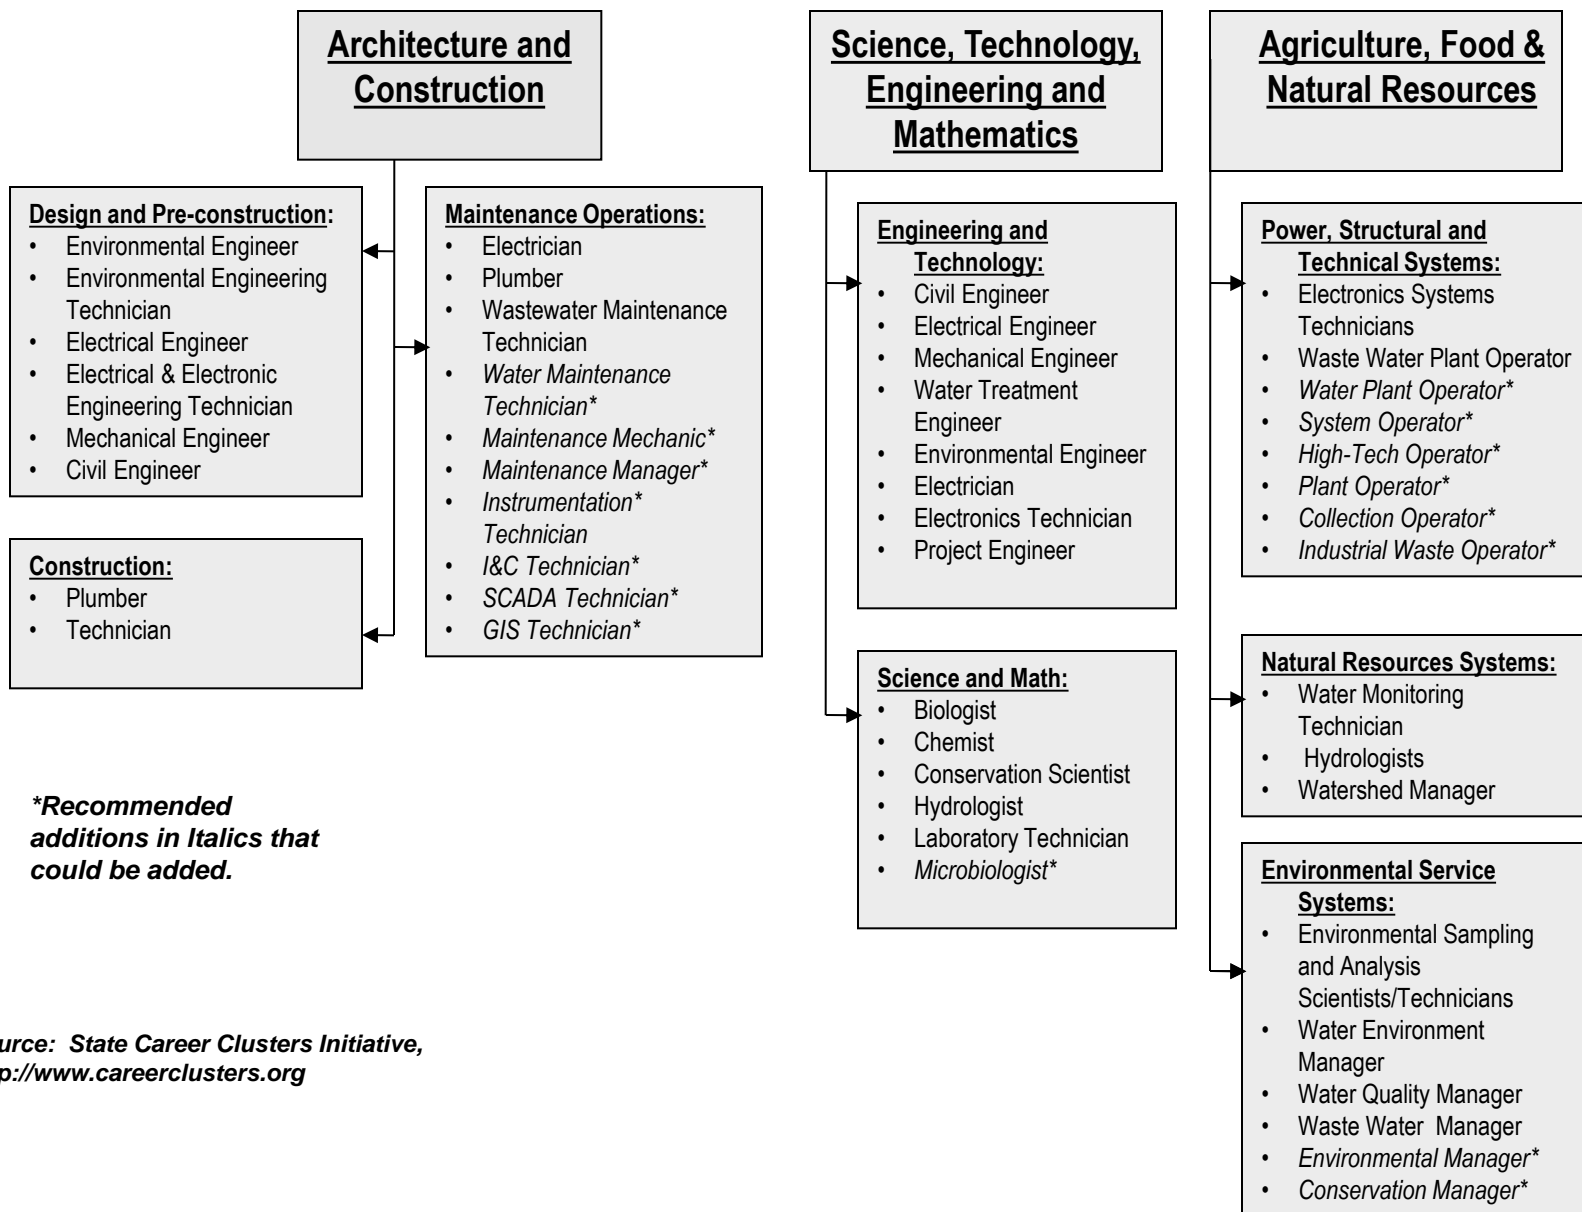 Architecture and
Construction
Science, Technology,
Engineering and
Mathematics
Agriculture, Food &
Natural Resources
Design and Pre-construction:
• Environmental Engineer
• Environmental Engineering
Technician
• Electrical Engineer
• Electrical & Electronic
Engineering Technician
• Mechanical Engineer
• Civil Engineer
Construction:
• Plumber
• Technician
Maintenance Operations:
• Electrician
• Plumber
• Wastewater Maintenance
Technician
• Water Maintenance
Technician*
• Maintenance Mechanic*
• Maintenance Manager*
• Instrumentation*
Technician
• I&C Technician*
• SCADA Technician*
• GIS Technician*
Engineering and
Technology:
• Civil Engineer
• Electrical Engineer
• Mechanical Engineer
• Water Treatment
Engineer
• Environmental Engineer
• Electrician
• Electronics Technician
• Project Engineer
Science and Math:
• Biologist
• Chemist
• Conservation Scientist
• Hydrologist
• Laboratory Technician
• Microbiologist*
Power, Structural and
Technical Systems:
• Electronics Systems
Technicians
• Waste Water Plant Operator
• Water Plant Operator*
• System Operator*
• High-Tech Operator*
• Plant Operator*
• Collection Operator*
• Industrial Waste Operator*
Natural Resources Systems:
• Water Monitoring
Technician
• Hydrologists
• Watershed Manager
Environmental Service
Systems:
• Environmental Sampling
and Analysis
Scientists/Technicians
• Water Environment
Manager
• Water Quality Manager
• Waste Water Manager
• Environmental Manager*
• Conservation Manager*
*Recommended
additions in Italics that
could be added.
urce: State Career Clusters Initiative,
p://www.careerclusters.org